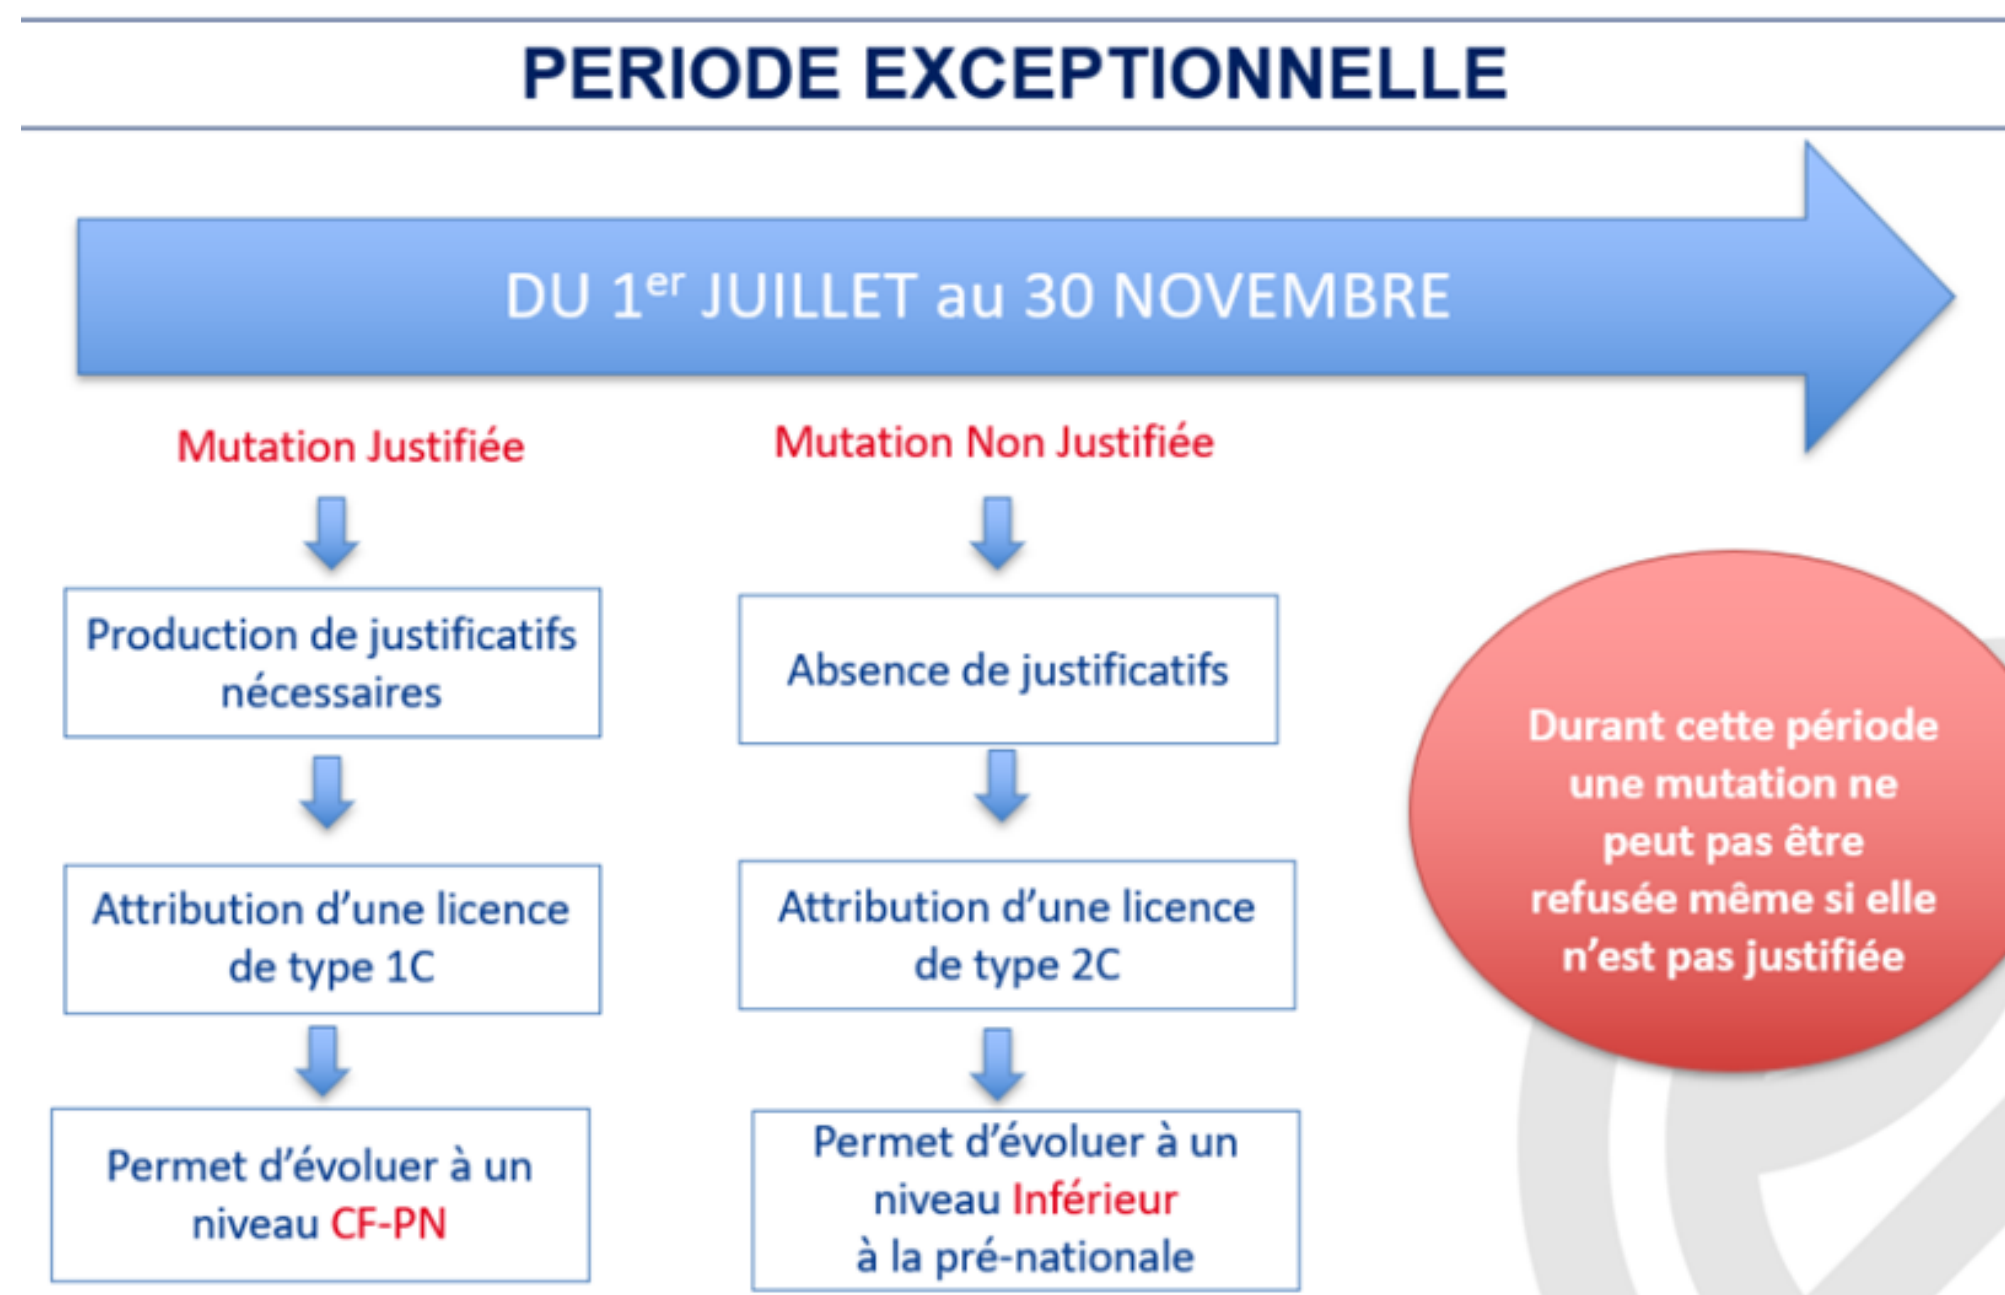 PERIODE EXCEPTIONNELLE
DU 1er JUILLET au 30 NOVEMBRE
Mutation Justifiée
Production de justificatifs
nécessaires
Attribution d'une licence
de type 1C
Permet d'évoluer à un
niveau CF-PN
Mutation Non Justifiée
Absence de justificatifs
Attribution d'une licence
de type 2C
Permet d'évoluer à un
niveau Inférieur
à la pré-nationale
Durant cette période
une mutation ne
peut pas être
refusée même si elle
n'est pas justifiée